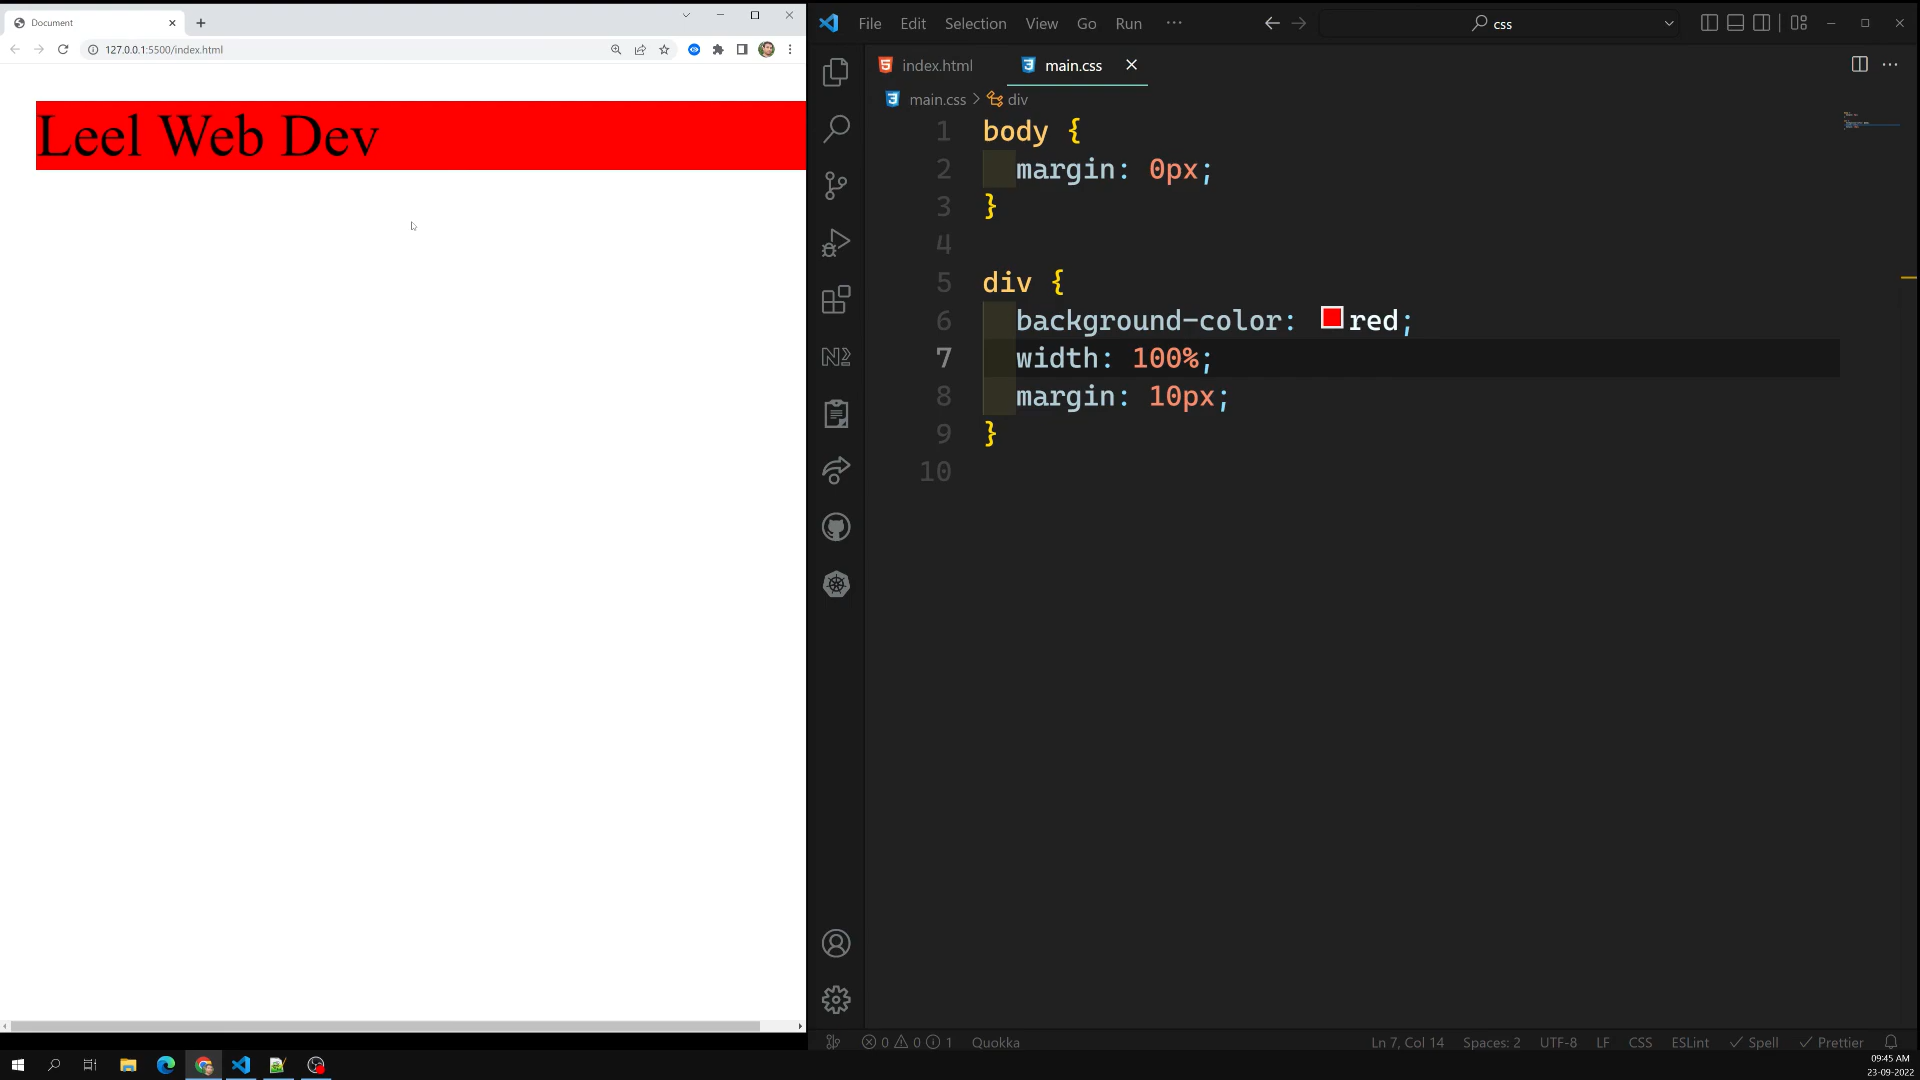 Document
127.0.0.1:5500/index.html
Leel Web Dev
File Edit Selection View Go Run ···
css
index.html main.css
main.css > div
1 body {
2 margin: 0px;
3 }
4
5 div {
6 background-color: red;
7 width: 100%;
8 margin: 10px;
9 }
10
0 0 1 Quokka Ln 7, Col 14 Spaces: 2 UTF-8 LF CSS ESLint Spell Prettier
09:45 AM
23-09-2022